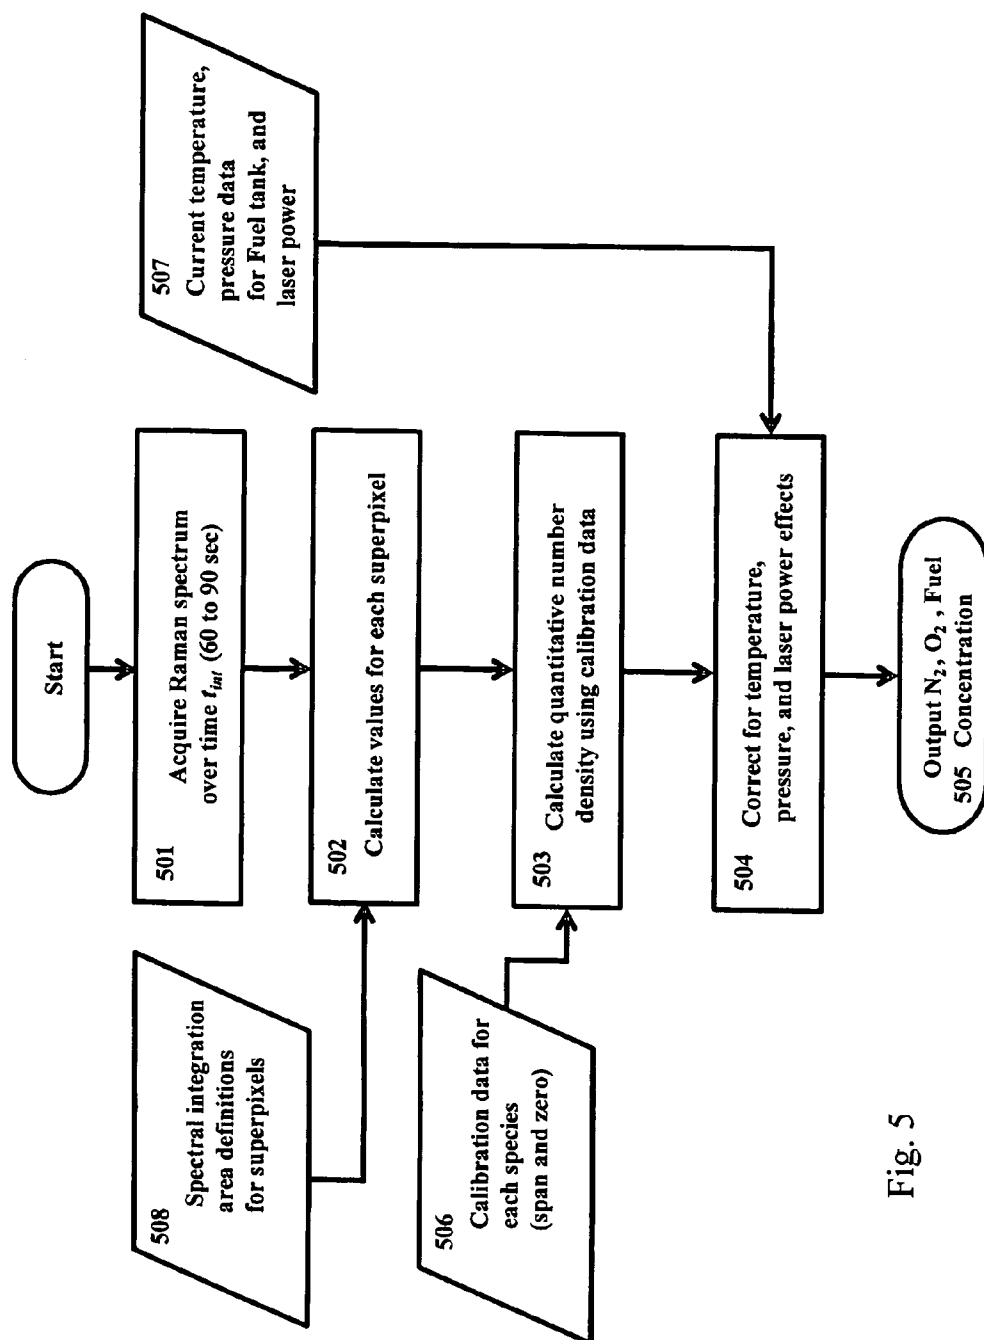 Start
501 Acquire Raman spectrum
over time t_int (60 to 90 sec)
508 Spectral integration
area definitions
for superpixels
502
Calculate values for each superpixel
506 Calibration data for
each species
(span and zero)
503 Calculate quantitative number
density using calibration data
507
Current temperature,
pressure data
for Fuel tank, and
laser power
504 Correct for temperature,
pressure, and laser power effects
Output N₂, O₂ , Fuel
505 Concentration
Fig. 5